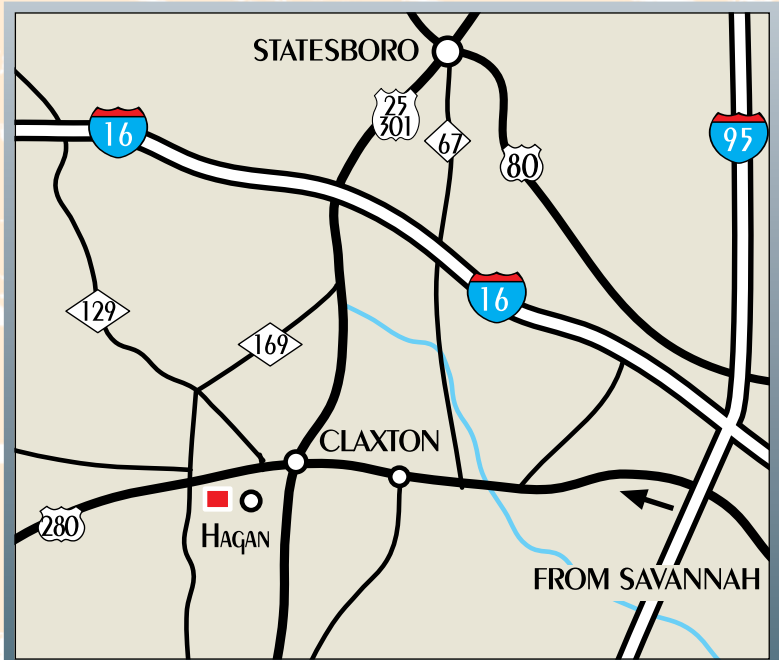 STATESBORO
25
301
16
67
95
80
16
129
169
CLAXTON
280
HAGAN
FROM SAVANNAH